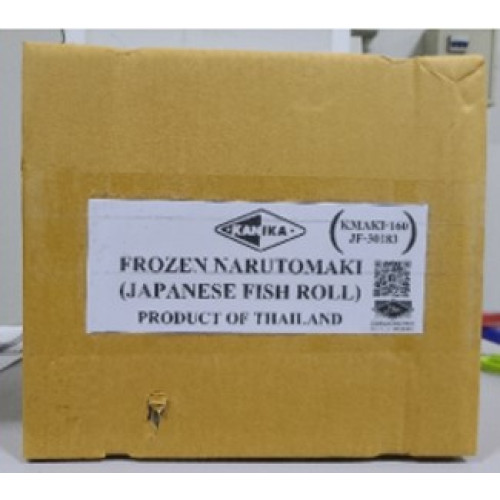 KANIKA
KMAKI-160
JF-30183
FROZEN NARUTOMAKI
(JAPANESE FISH ROLL)
PRODUCT OF THAILAND